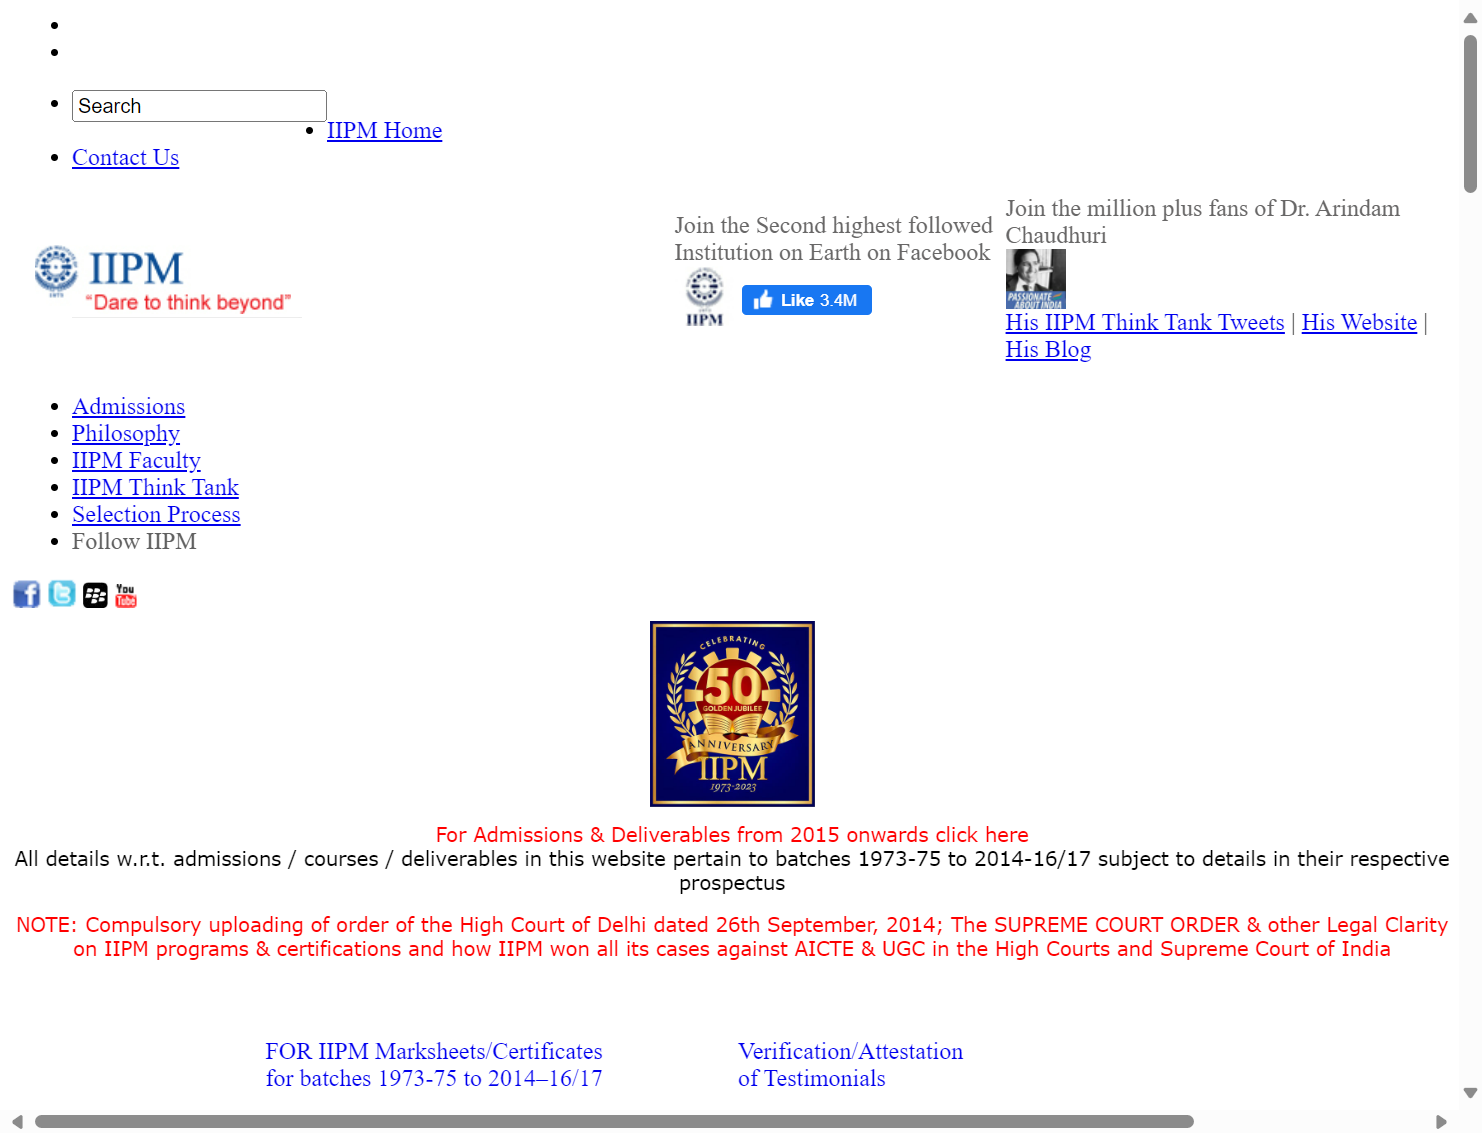 Search
IIPM Home
Contact Us
IIPM
“Dare to think beyond”
Join the Second highest followed
Institution on Earth on Facebook
IIPM
Like 3.4M
Join the million plus fans of Dr. Arindam
Chaudhuri
PASSIONATE
ABOUT INDIA
His IIPM Think Tank Tweets | His Website |
His Blog
Admissions
Philosophy
IIPM Faculty
IIPM Think Tank
Selection Process
Follow IIPM
You
Tube
CELEBRATING
50
GOLDEN JUBILEE
ANNIVERSARY
IIPM
1973-2023
For Admissions & Deliverables from 2015 onwards click here
All details w.r.t. admissions / courses / deliverables in this website pertain to batches 1973-75 to 2014-16/17 subject to details in their respective
prospectus
NOTE: Compulsory uploading of order of the High Court of Delhi dated 26th September, 2014; The SUPREME COURT ORDER & other Legal Clarity
on IIPM programs & certifications and how IIPM won all its cases against AICTE & UGC in the High Courts and Supreme Court of India
FOR IIPM Marksheets/Certificates
for batches 1973-75 to 2014–16/17
Verification/Attestation
of Testimonials